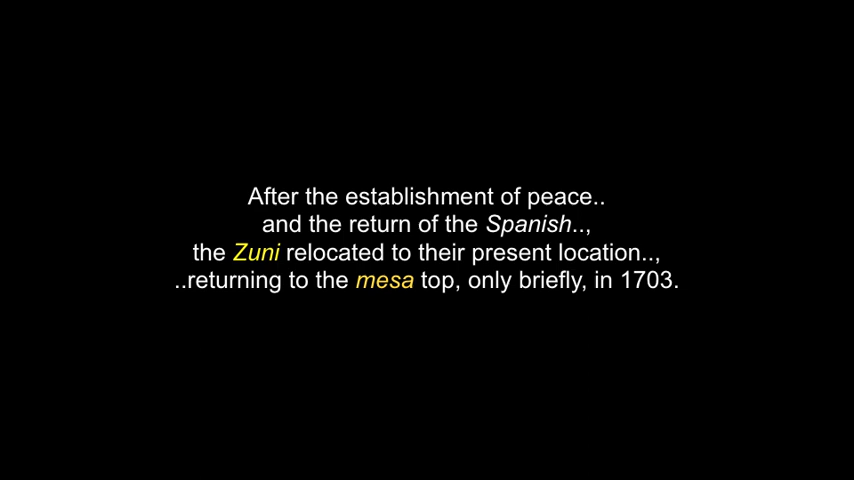 After the establishment of peace..
and the return of the Spanish..,
the Zuni relocated to their present location..,
..returning to the mesa top, only briefly, in 1703.